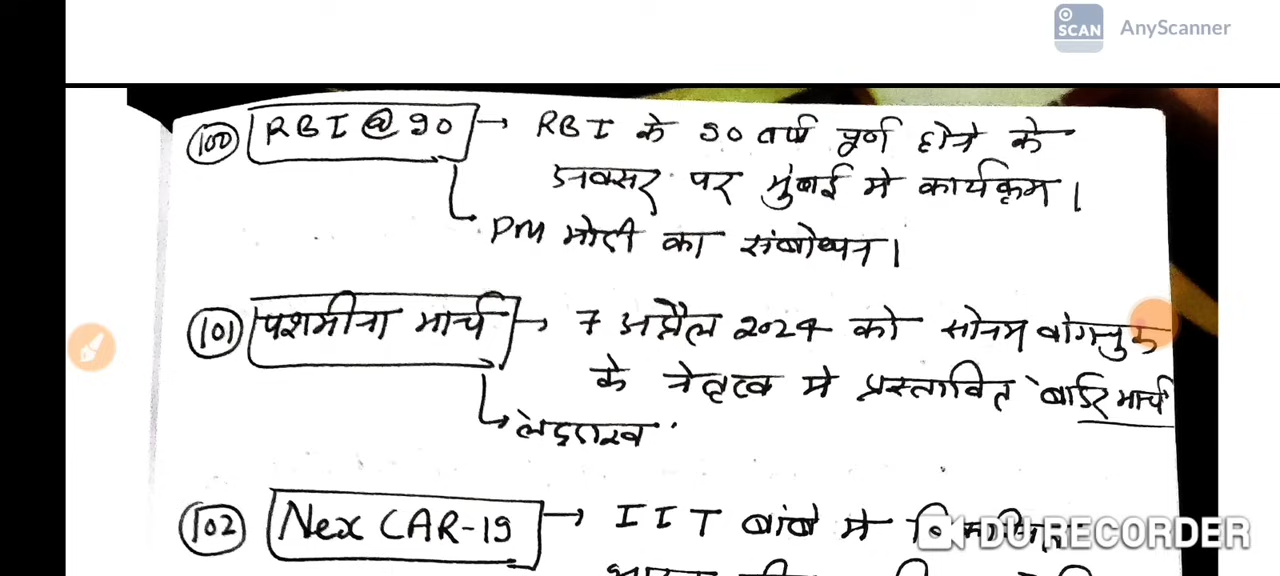 SCAN AnyScanner
100 RBI @ 90 → RBI के 90 वर्ष पूर्ण होने के
अवसर पर मुंबई में कार्यक्रम।
PM मोदी का संबोधन।
101 पशमीना मार्च → 7 अप्रैल 2024 को सोनम वांगचुक
के नेतृत्व मे प्रस्तावित 'बार्डर मार्च
लद्दाख
102 Nex CAR-19 → IIT बांबे मे
DU RECORDER